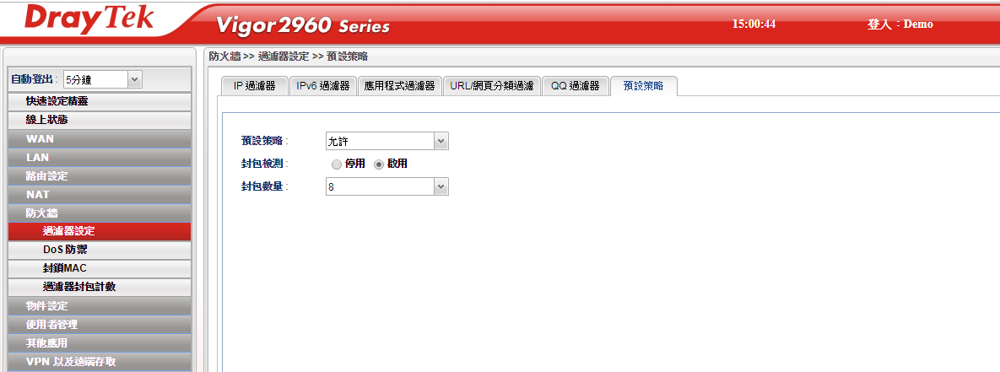 DrayTek Vigor2960 Series 15:00:44 登入：Demo
防火牆 >> 過濾器設定 >> 預設策略
自動登出: 5分鐘
快速設定精靈
線上狀態
WAN
LAN
路由設定
NAT
防火牆
過濾器設定
DoS 防禦
封鎖MAC
過濾器封包計數
物件設定
使用者管理
其他應用
VPN 以及遠端存取
IP 過濾器 IPv6 過濾器 應用程式過濾器 URL/網頁分類過濾 QQ 過濾器 預設策略
預設策略: 允許
封包檢測: 停用 啟用
封包數量: 8